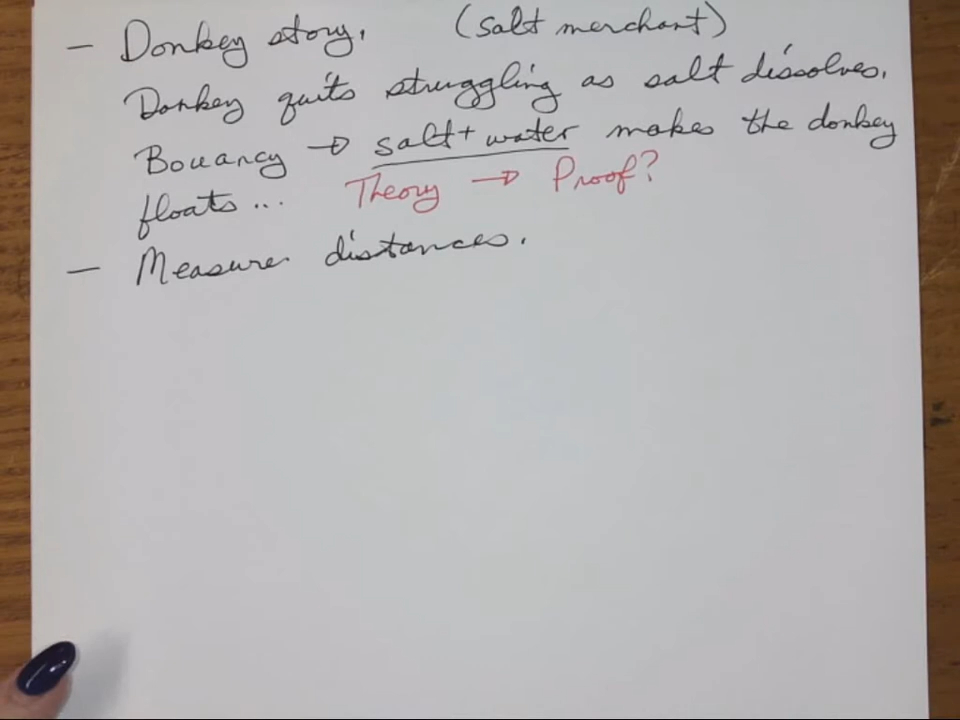 - Donkey story. (salt merchant)
Donkey quits struggling as salt dissolves.
Bouancy → salt + water makes the donkey
floats... Theory → Proof?
- Measure distances.